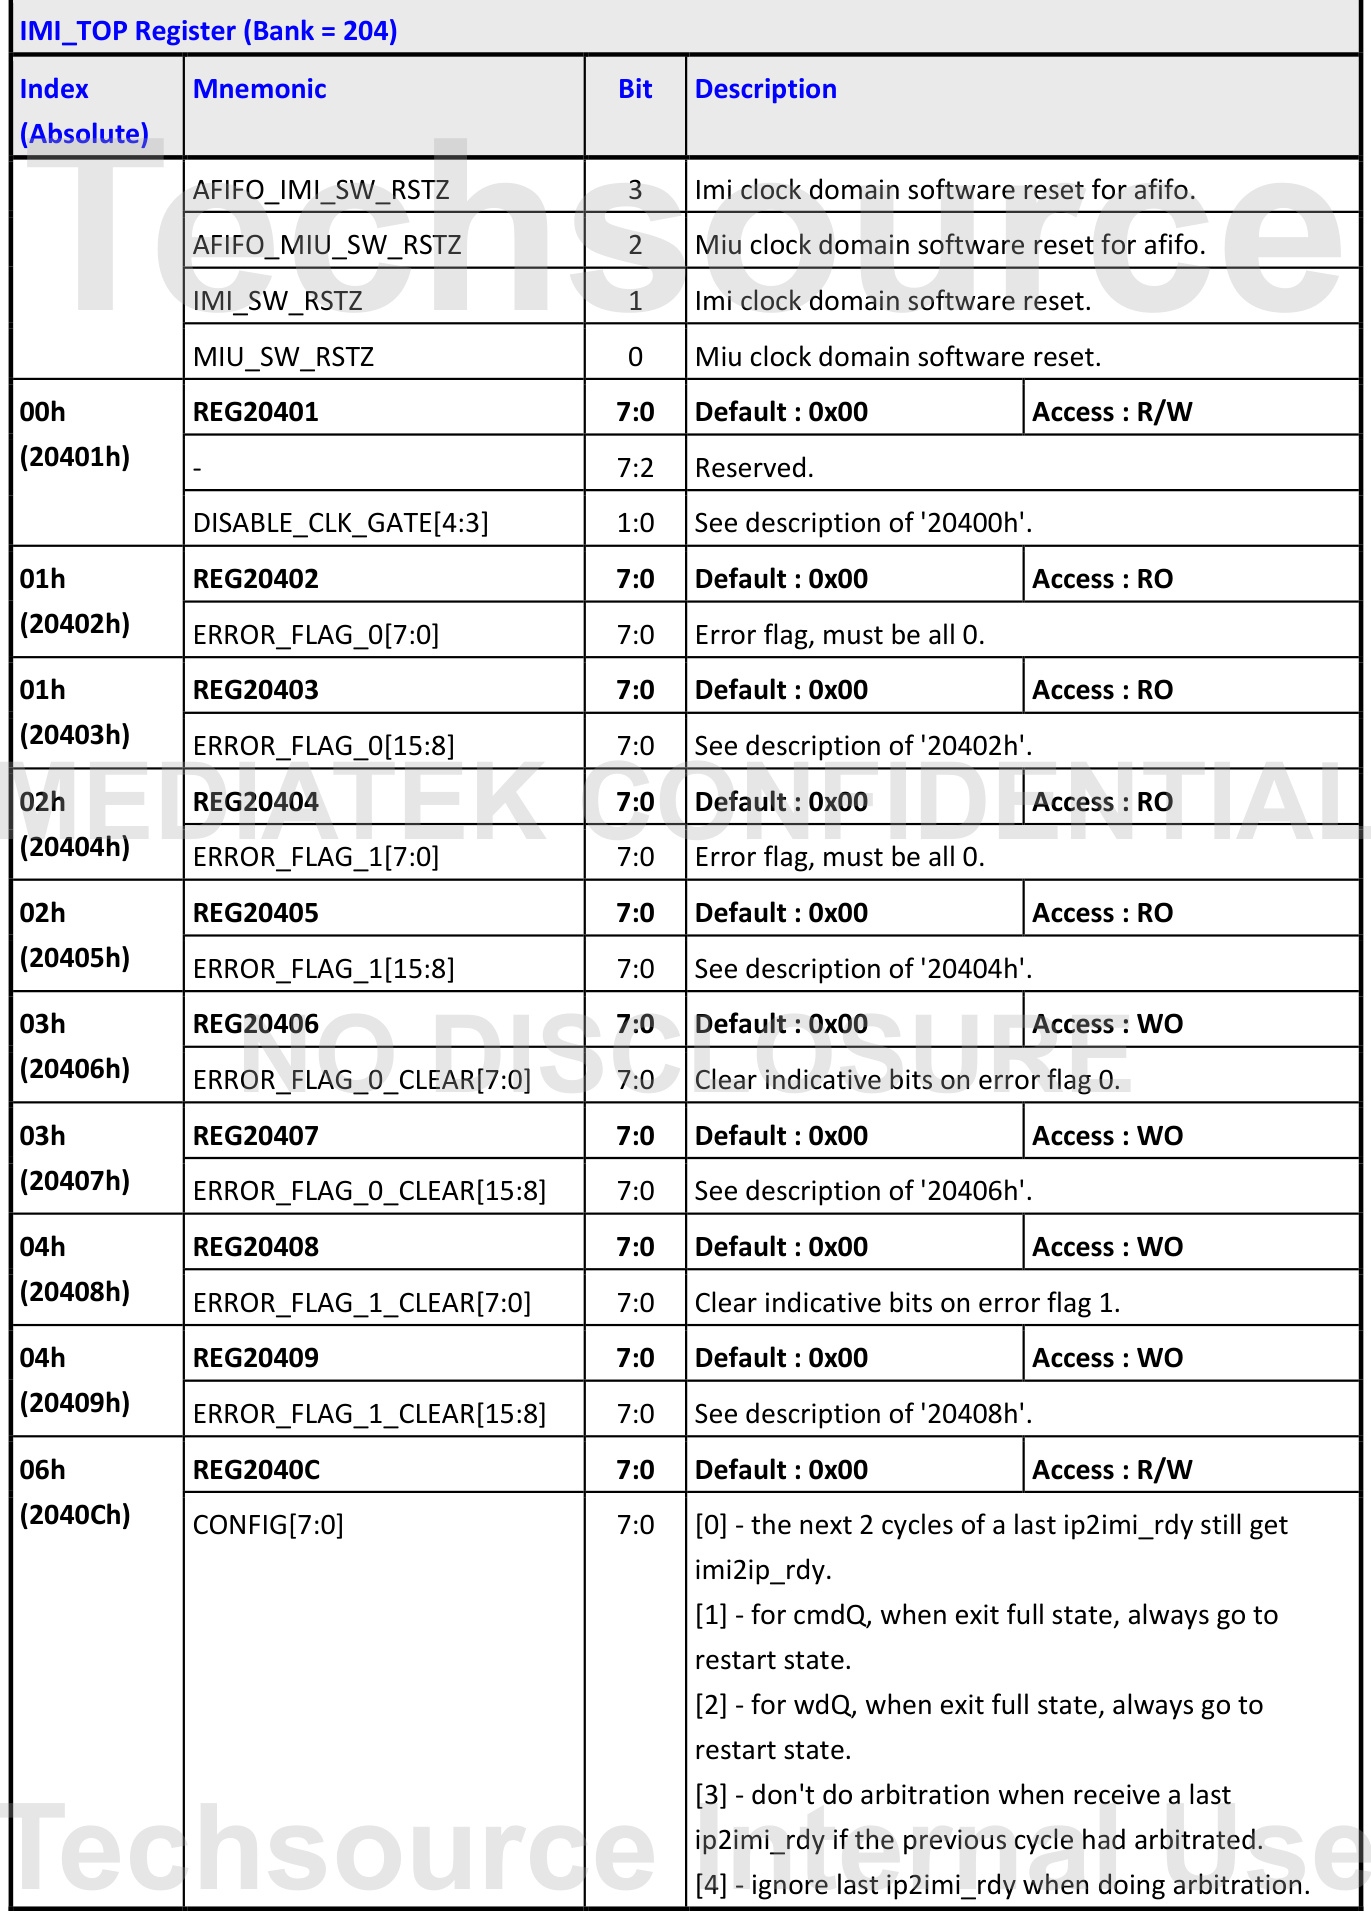 IMI_TOP Register (Bank = 204)
Index (Absolute) Mnemonic Bit Description
AFIFO_IMI_SW_RSTZ 3 Imi clock domain software reset for afifo.
AFIFO_MIU_SW_RSTZ 2 Miu clock domain software reset for afifo.
IMI_SW_RSTZ 1 Imi clock domain software reset.
MIU_SW_RSTZ 0 Miu clock domain software reset.
00h REG20401 7:0 Default : 0x00 Access : R/W
(20401h) - 7:2 Reserved.
DISABLE_CLK_GATE[4:3] 1:0 See description of '20400h'.
01h REG20402 7:0 Default : 0x00 Access : RO
(20402h) ERROR_FLAG_0[7:0] 7:0 Error flag, must be all 0.
01h REG20403 7:0 Default : 0x00 Access : RO
(20403h) ERROR_FLAG_0[15:8] 7:0 See description of '20402h'.
02h REG20404 7:0 Default : 0x00 Access : RO
(20404h) ERROR_FLAG_1[7:0] 7:0 Error flag, must be all 0.
02h REG20405 7:0 Default : 0x00 Access : RO
(20405h) ERROR_FLAG_1[15:8] 7:0 See description of '20404h'.
03h REG20406 7:0 Default : 0x00 Access : WO
(20406h) ERROR_FLAG_0_CLEAR[7:0] 7:0 Clear indicative bits on error flag 0.
03h REG20407 7:0 Default : 0x00 Access : WO
(20407h) ERROR_FLAG_0_CLEAR[15:8] 7:0 See description of '20406h'.
04h REG20408 7:0 Default : 0x00 Access : WO
(20408h) ERROR_FLAG_1_CLEAR[7:0] 7:0 Clear indicative bits on error flag 1.
04h REG20409 7:0 Default : 0x00 Access : WO
(20409h) ERROR_FLAG_1_CLEAR[15:8] 7:0 See description of '20408h'.
06h REG2040C 7:0 Default : 0x00 Access : R/W
(2040Ch) CONFIG[7:0] 7:0 [0] - the next 2 cycles of a last ip2imi_rdy still get
imi2ip_rdy.
[1] - for cmdQ, when exit full state, always go to
restart state.
[2] - for wdQ, when exit full state, always go to
restart state.
[3] - don't do arbitration when receive a last
ip2imi_rdy if the previous cycle had arbitrated.
[4] - ignore last ip2imi_rdy when doing arbitration.
Techsource
MEDIATEK CONFIDENTIAL
NO DISCLOSURE
Techsource Internal Use